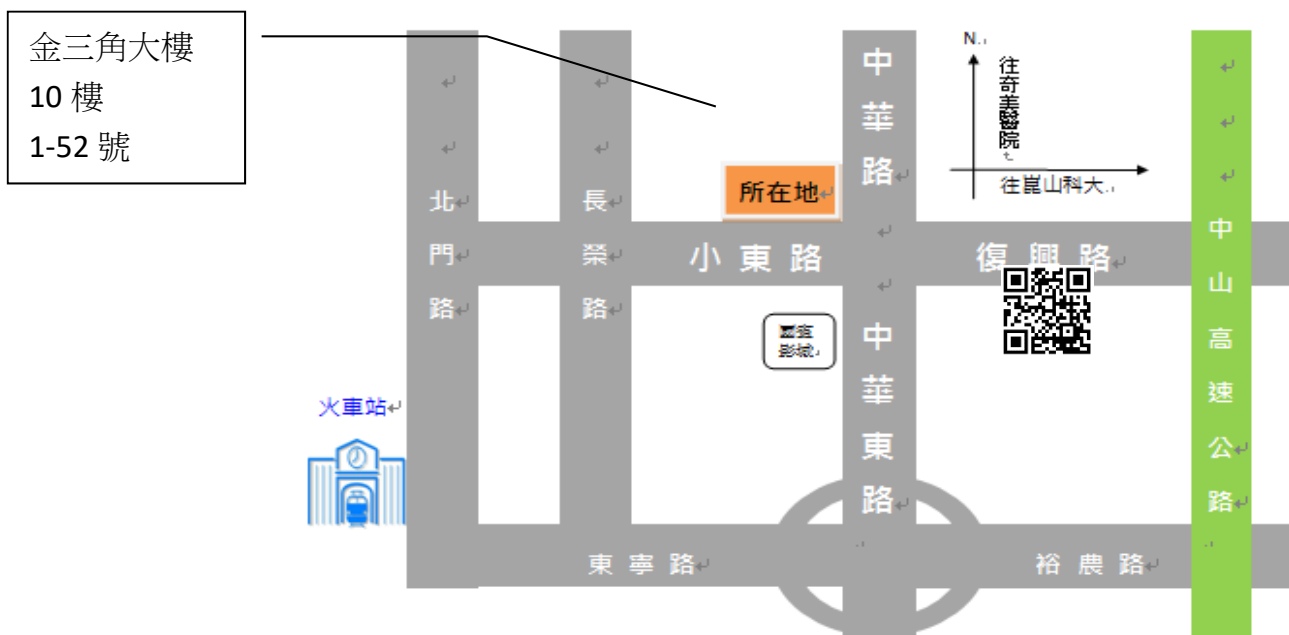 金三角大樓
10 樓
1-52 號
北門路
長榮路
中華路
N
往奇美醫院
往崑山科大
所在地
小東路
復興路
中山高速公路
影城
中華東路
火車站
東寧路
裕農路